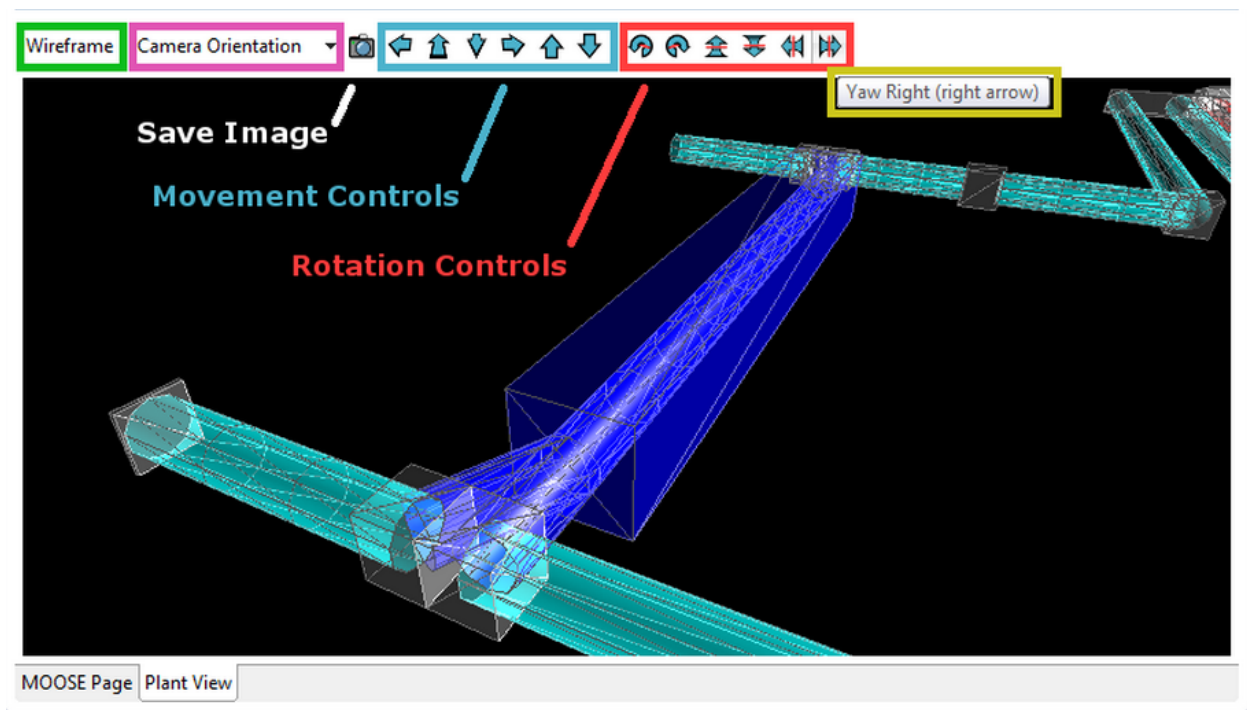 Wireframe
Camera Orientation
Yaw Right (right arrow)
Save Image
Movement Controls
Rotation Controls
MOOSE Page
Plant View